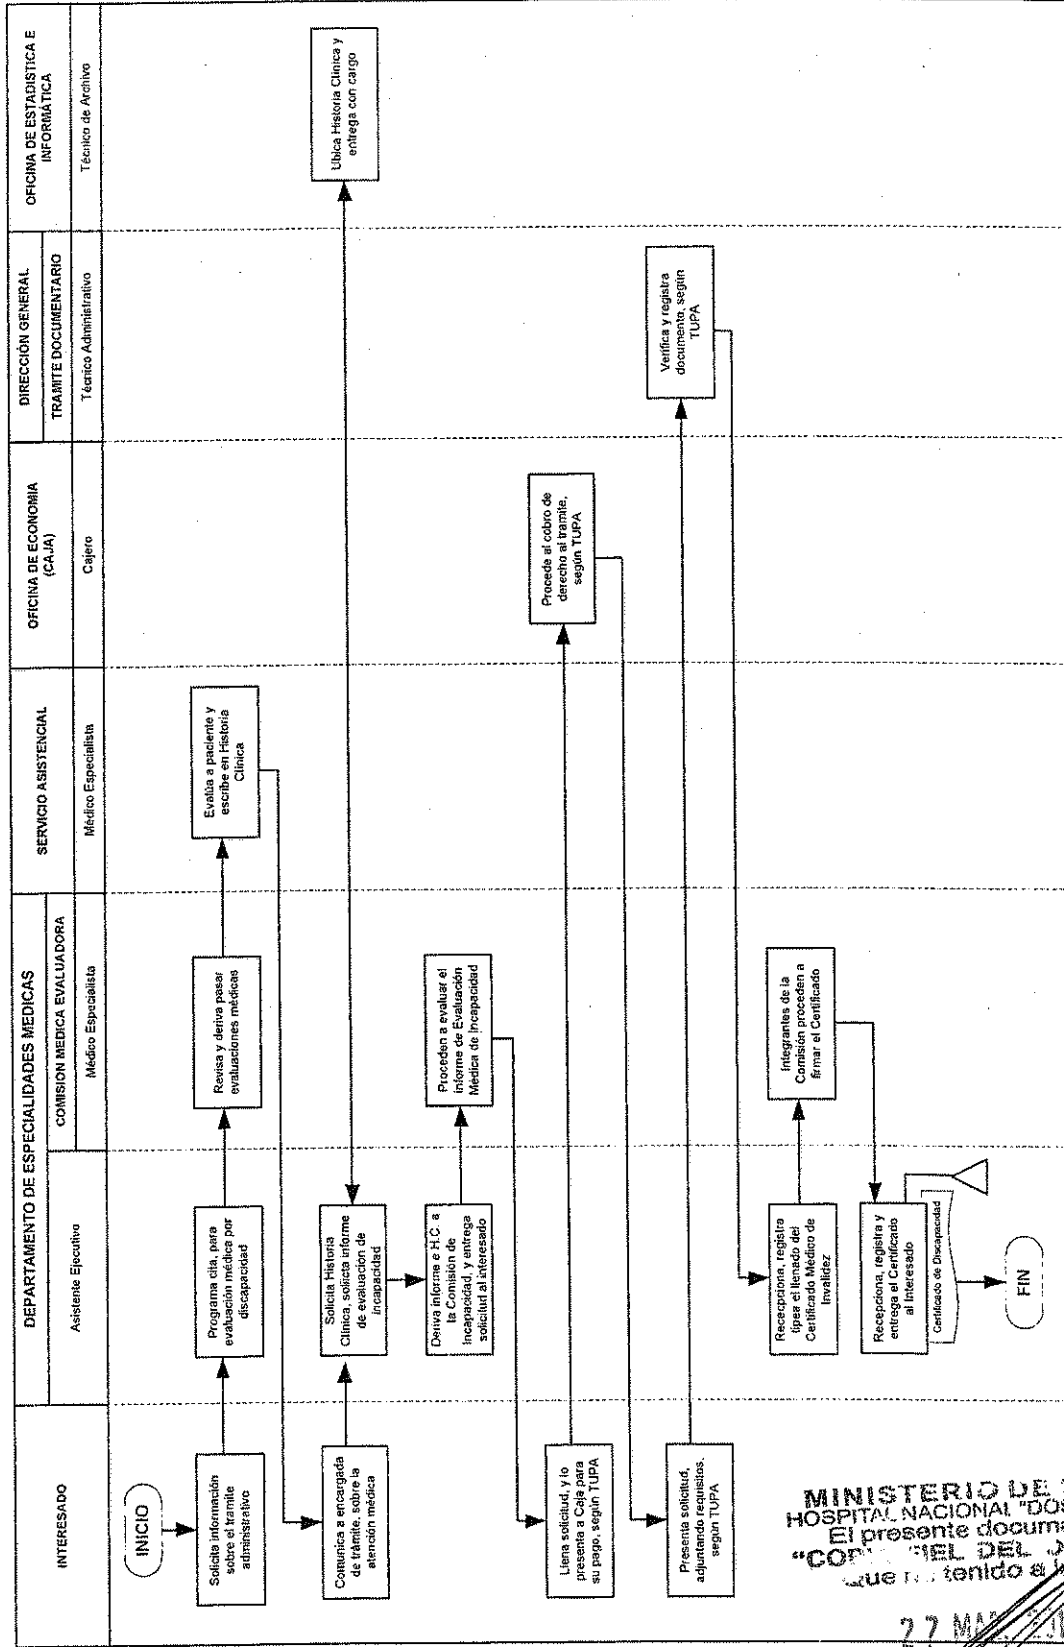 INTERESADO
DEPARTAMENTO DE ESPECIALIDADES MEDICAS
Asistente Ejecutivo
COMISION MEDICA EVALUADORA
Médico Especialista
SERVICIO ASISTENCIAL
Médico Especialista
OFICINA DE ECONOMIA
(CAJA)
Cajero
DIRECCIÓN GENERAL
TRAMITE DOCUMENTARIO
Técnico Administrativo
OFICINA DE ESTADISTICA E
INFORMÁTICA
Técnico de Archivo
INICIO
Solicita información
sobre el tramite
administrativo
Programa cita, para
evaluación médica por
discapacidad
Revisa y deriva pasar
evaluaciones médicas
Evalúa a paciente y
escribe en Historia
Clínica
Comunica a encargada
de trámite, sobre la
atención médica
Solicita Historia
Clínica, solicita informe
de evaluacion de
incapacidad
Ubica Historia Clinica y
entrega con cargo
Deriva informe e H.C. a
la Comisión de
Incapacidad, y entrega
solicitud al interesado
Proceden a evaluar el
informe de Evaluación
Médica de Incapacidad
Llena solicitud, y lo
presenta a Caja para
su pago, según TUPA
Procede al cobro de
derecho al tramite,
según TUPA
Presenta solicitud,
adjuntando requisitos,
según TUPA
Verifica y registra
documento, según
TUPA
Recepciona, registra
tipea el llenado del
Certificado Médico de
Invalidez
Integrantes de la
Comisión proceden a
firmar el Certificado
Recepciona, registra y
entrega el Certificado
al Interesado
Certificado de Discapacidad
FIN
MINISTERIO DE
HOSPITAL NACIONAL "DOS
El presente docum
DEL
que tenido a
27 MA